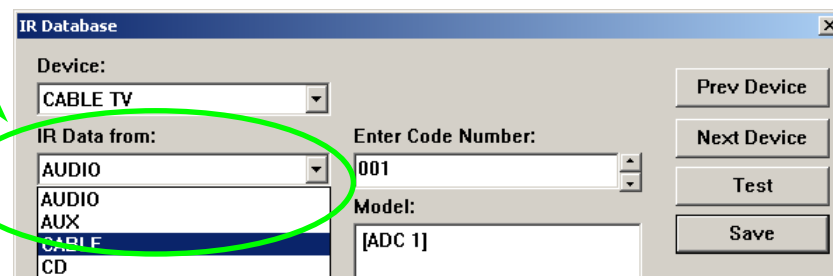 IR Database
Device:
CABLE TV
Prev Device
IR Data from:
Enter Code Number:
Next Device
AUDIO
001
Test
AUDIO
Model:
AUX
Save
CABLE
[ADC 1]
CD